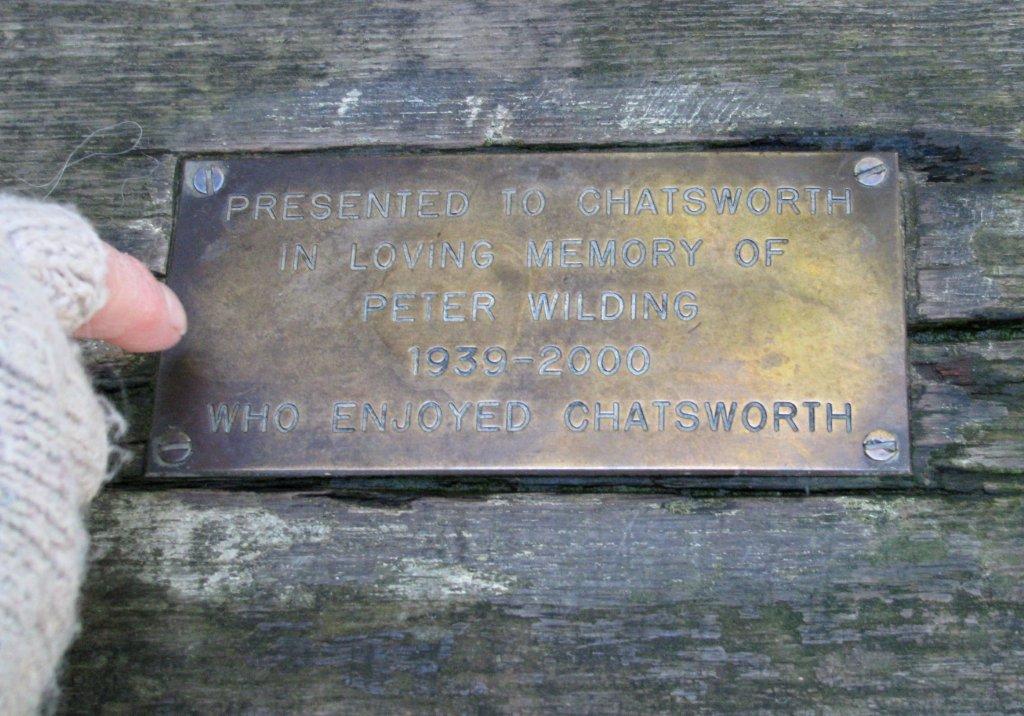 PRESENTED TO CHATSWORTH
IN LOVING MEMORY OF
PETER WILDING
1939-2000
WHO ENJOYED CHATSWORTH